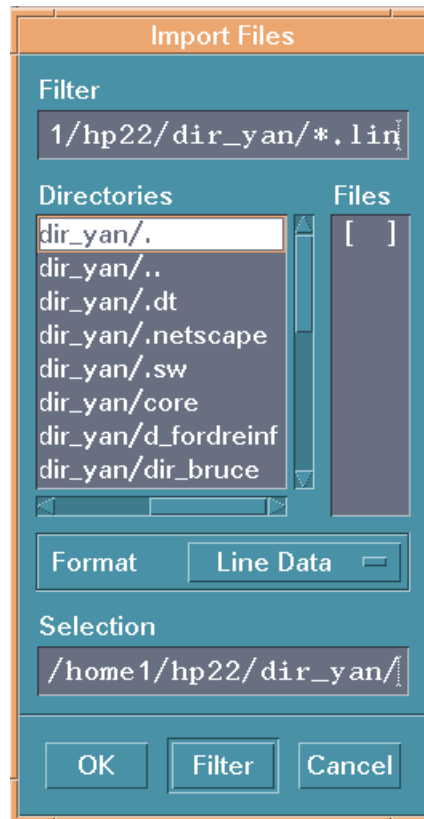 Import Files
Filter
1/hp22/dir_yan/*.lin
Directories Files
dir_yan/. [ ]
dir_yan/..
dir_yan/.dt
dir_yan/.netscape
dir_yan/.sw
dir_yan/core
dir_yan/d_fordreinf
dir_yan/dir_bruce
Format Line Data
Selection
/home1/hp22/dir_yan/
OK Filter Cancel